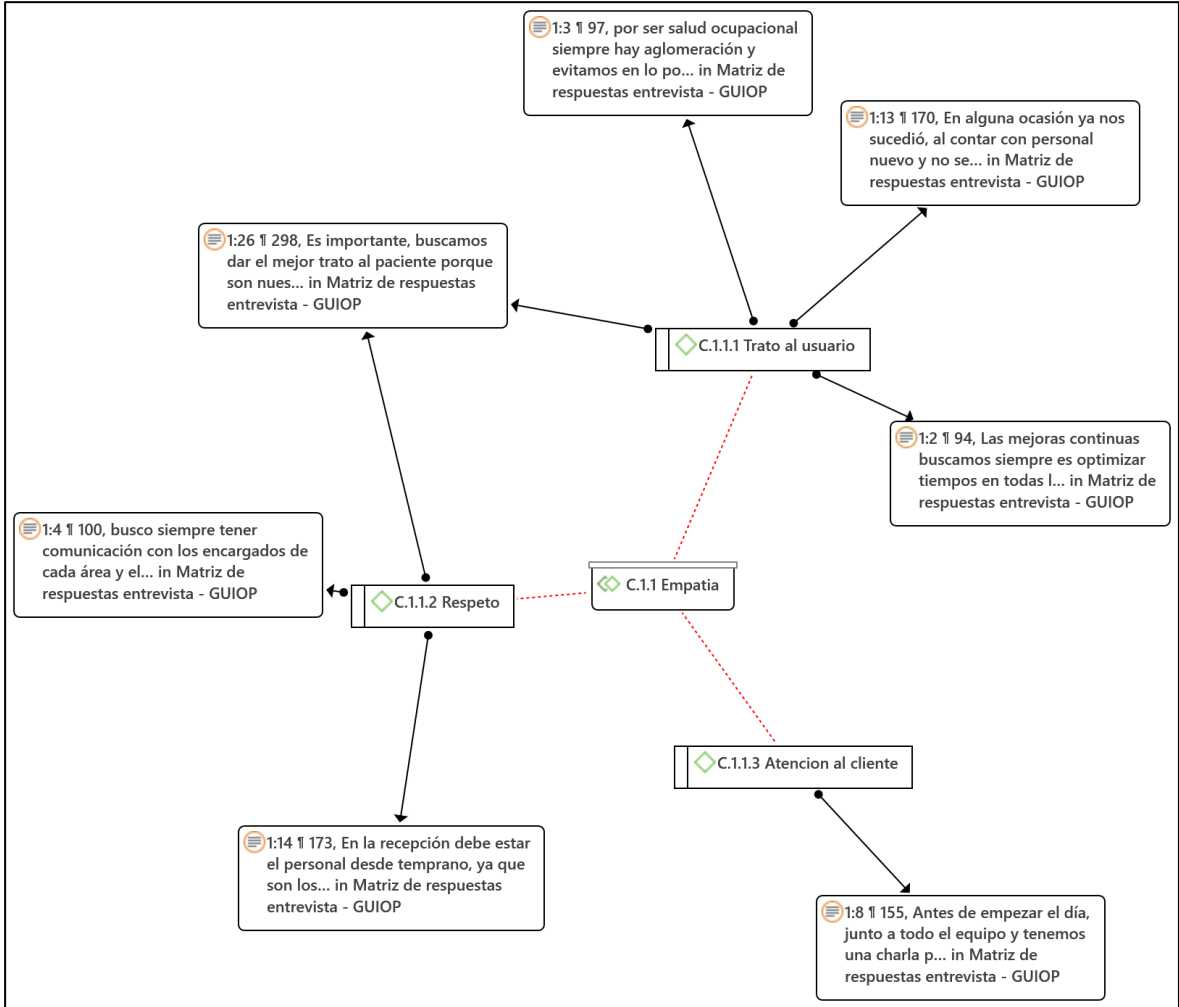 1:3 ¶ 97, por ser salud ocupacional
siempre hay aglomeración y
evitamos en lo po... in Matriz de
respuestas entrevista - GUIOP
1:13 ¶ 170, En alguna ocasión ya nos
sucedió, al contar con personal
nuevo y no se... in Matriz de
respuestas entrevista - GUIOP
1:26 ¶ 298, Es importante, buscamos
dar el mejor trato al paciente porque
son nues... in Matriz de respuestas
entrevista - GUIOP
C.1.1.1 Trato al usuario
1:2 ¶ 94, Las mejoras continuas
buscamos siempre es optimizar
tiempos en todas l... in Matriz de
respuestas entrevista - GUIOP
1:4 ¶ 100, busco siempre tener
comunicación con los encargados de
cada área y el... in Matriz de
respuestas entrevista - GUIOP
C.1.1.2 Respeto
C.1.1 Empatia
C.1.1.3 Atencion al cliente
1:14 ¶ 173, En la recepción debe estar
el personal desde temprano, ya que
son los... in Matriz de respuestas
entrevista - GUIOP
1:8 ¶ 155, Antes de empezar el día,
junto a todo el equipo y tenemos
una charla p... in Matriz de
respuestas entrevista - GUIOP